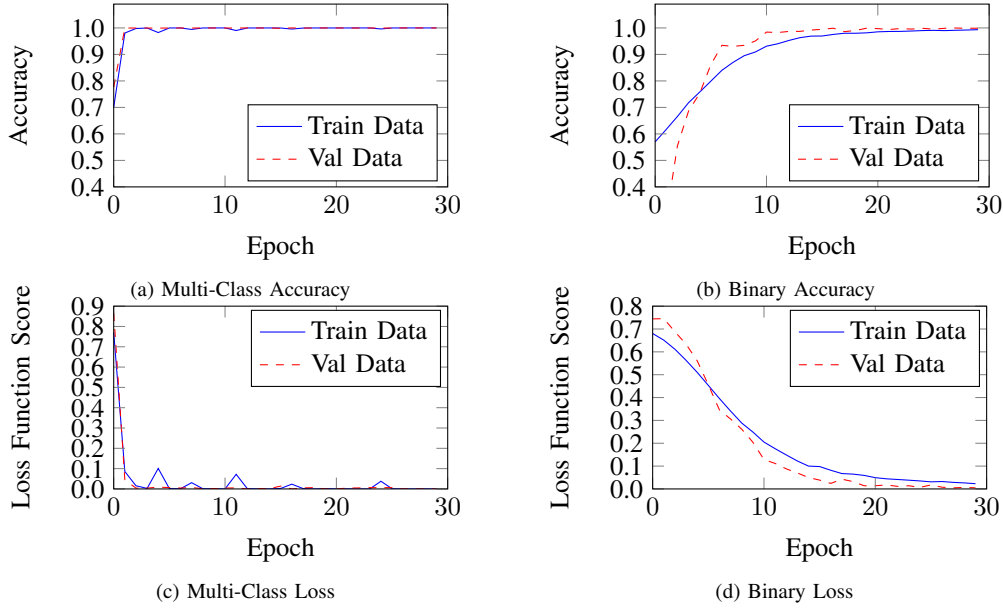 1.0
0.9
0.8
0.7
0.6
0.5
0.4
Accuracy
Train Data
Val Data
0 10 20 30
Epoch
(a) Multi-Class Accuracy
1.0
0.9
0.8
0.7
0.6
0.5
0.4
Accuracy
Train Data
Val Data
0 10 20 30
Epoch
(b) Binary Accuracy
0.9
0.8
0.7
0.6
0.5
0.4
0.3
0.2
0.1
0.0
Loss Function Score
Train Data
Val Data
0 10 20 30
Epoch
(c) Multi-Class Loss
0.8
0.7
0.6
0.5
0.4
0.3
0.2
0.1
0.0
Loss Function Score
Train Data
Val Data
0 10 20 30
Epoch
(d) Binary Loss